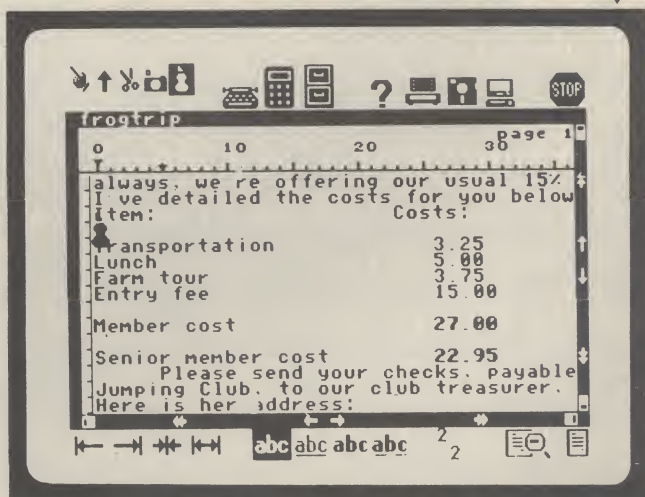 ? STOP
frogtrip
page 1
0 10 20 30
always, we re offering our usual 15%
I ve detailed the costs for you below
Item: Costs:
Transportation 3.25
Lunch 5.00
Farm tour 3.75
Entry fee 15.00
Member cost 27.00
Senior member cost 22.95
Please send your checks, payable
Jumping Club, to our club treasurer.
Here is her address:
abc abc abc abc 2 2